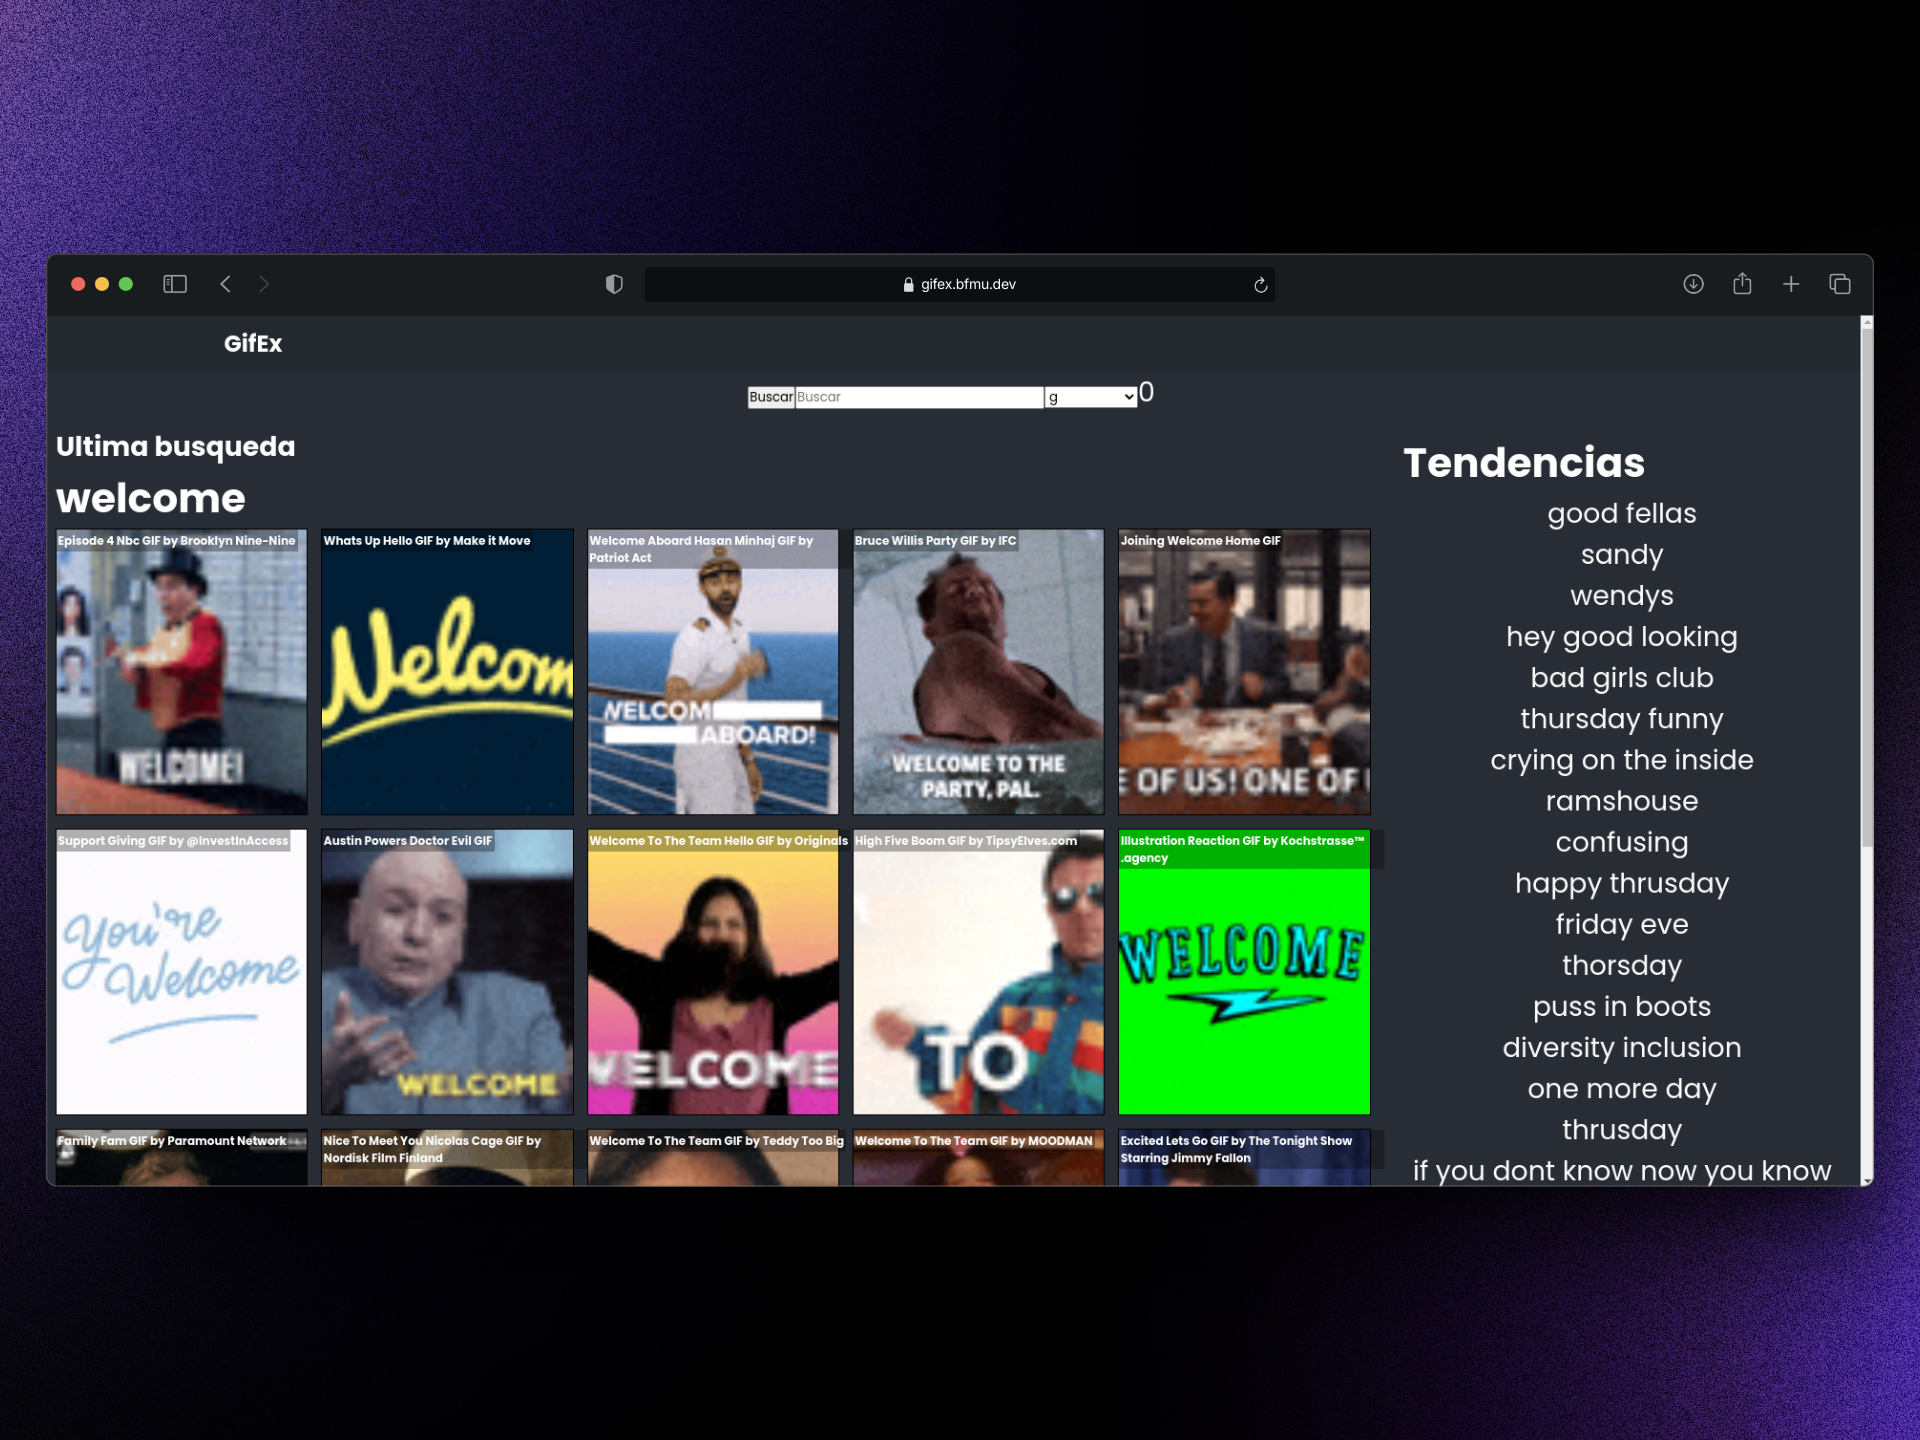 gifex.bfmu.dev
GifEx
Buscar Buscar g 0
Ultima busqueda
welcome
Episode 4 Nbc GIF by Brooklyn Nine-Nine
WELCOME!
Whats Up Hello GIF by Make it Move
Welcom
Welcome Aboard Hasan Minhaj GIF by
Patriot Act
WELCOM
ABOARD!
Bruce Willis Party GIF by IFC
WELCOME TO THE
PARTY, PAL.
Joining Welcome Home GIF
E OF US! ONE OF
Support Giving GIF by @InvestInAccess
You're
Welcome
Austin Powers Doctor Evil GIF
WELCOME
Welcome To The Team Hello GIF by Originals
WELCOME
High Five Boom GIF by TipsyElves.com
TO
Illustration Reaction GIF by Kochstrasse™
.agency
WELCOME
Family Fam GIF by Paramount Network
Nice To Meet You Nicolas Cage GIF by
Nordisk Film Finland
Welcome To The Team GIF by Teddy Too Big
Welcome To The Team GIF by MOODMAN
Excited Lets Go GIF by The Tonight Show
Starring Jimmy Fallon
Tendencias
good fellas
sandy
wendys
hey good looking
bad girls club
thursday funny
crying on the inside
ramshouse
confusing
happy thrusday
friday eve
thorsday
puss in boots
diversity inclusion
one more day
thrusday
if you dont know now you know